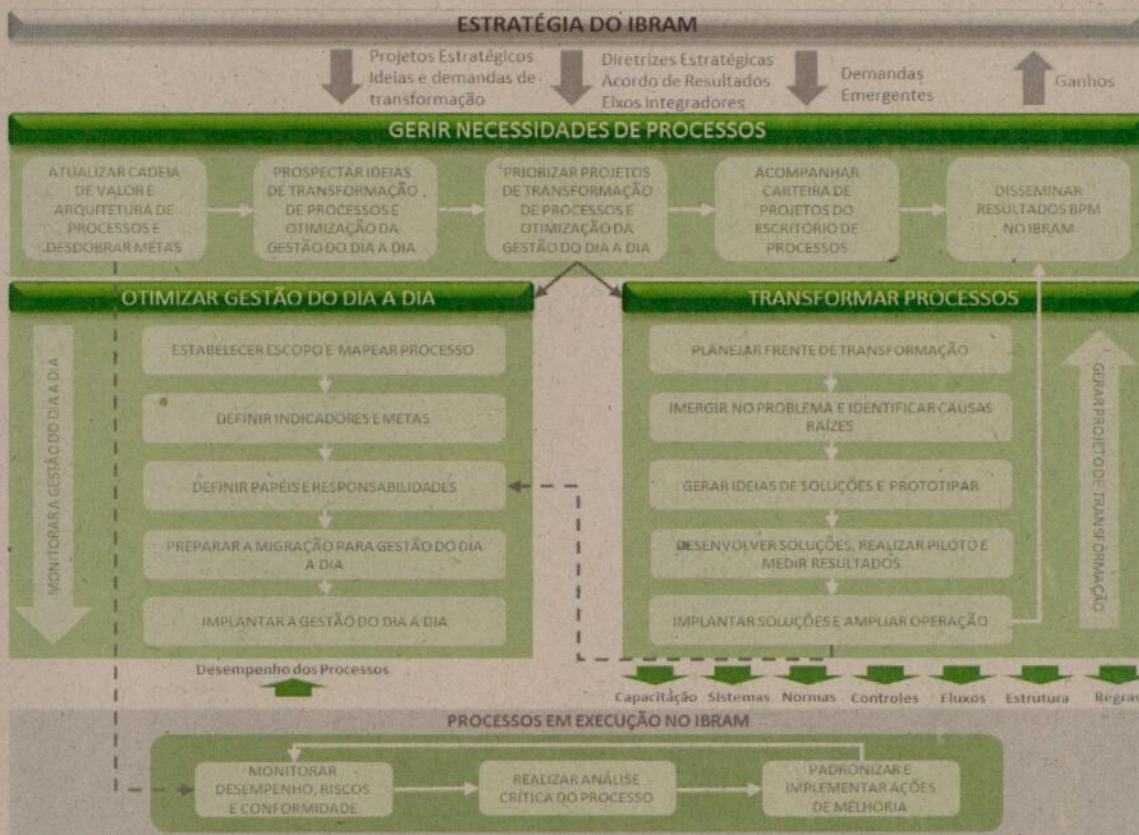 ESTRATÉGIA DO IBRAM
Projetos Estratégicos
Ideias e demandas de
transformação
Diretrizes Estratégicas
Acordo de Resultados
Eixos Integradores
Demandas
Emergentes
Ganhos
GERIR NECESSIDADES DE PROCESSOS
ATUALIZAR CADEIA
DE VALOR E
ARQUITETURA DE
PROCESSOS E
DESDOBRAR METAS
PROSPECTAR IDEIAS
DE TRANSFORMAÇÃO
DE PROCESSOS E
OTIMIZAÇÃO DA
GESTÃO DO DIA A DIA
PRIORIZAR PROJETOS
DE TRANSFORMAÇÃO
DE PROCESSOS E
OTIMIZAÇÃO DA
GESTÃO DO DIA A DIA
ACOMPANHAR
CARTEIRA DE
PROJETOS DO
ESCRITÓRIO DE
PROCESSOS
DISSEMINAR
RESULTADOS BPM
NO IBRAM
OTIMIZAR GESTÃO DO DIA A DIA
MONITORAR A GESTÃO DO DIA A DIA
ESTABELECER ESCOPO E MAPEAR PROCESSO
DEFINIR INDICADORES E METAS
DEFINIR PAPÉIS E RESPONSABILIDADES
PREPARAR A MIGRAÇÃO PARA GESTÃO DO DIA
A DIA
IMPLANTAR A GESTÃO DO DIA A DIA
TRANSFORMAR PROCESSOS
PLANEJAR FRENTE DE TRANSFORMAÇÃO
IMERGIR NO PROBLEMA E IDENTIFICAR CAUSAS
RAÍZES
GERAR IDEIAS DE SOLUÇÕES E PROTOTIPAR
DESENVOLVER SOLUÇÕES, REALIZAR PILOTO E
MEDIR RESULTADOS
IMPLANTAR SOLUÇÕES E AMPLIAR OPERAÇÃO
GERAR PROJETO DE TRANSFORMAÇÃO
Desempenho dos Processos
Capacitação Sistemas Normas Controles Fluxos Estrutura Regras
PROCESSOS EM EXECUÇÃO NO IBRAM
MONITORAR
DESEMPENHO, RISCOS
E CONFORMIDADE
REALIZAR ANÁLISE
CRÍTICA DO PROCESSO
PADRONIZAR E
IMPLEMENTAR AÇÕES
DE MELHORIA